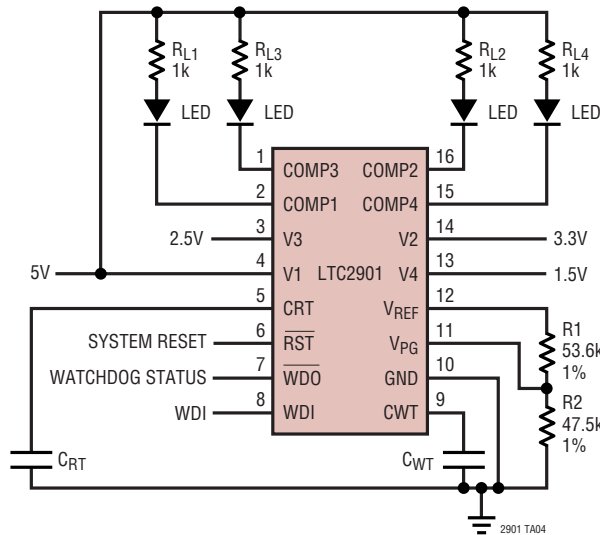 RL1
1k
RL3
1k
RL2
1k
RL4
1k
LED
LED
LED
LED
1
COMP3
COMP2
16
2
COMP1
COMP4
15
2.5V
3
V3
V2
14
3.3V
5V
4
V1
LTC2901
V4
13
1.5V
5
CRT
VREF
12
R1
53.6k
1%
SYSTEM RESET
6
RST
VPG
11
WATCHDOG STATUS
7
WDO
GND
10
R2
47.5k
1%
WDI
8
WDI
CWT
9
CRT
CWT
2901 TA04